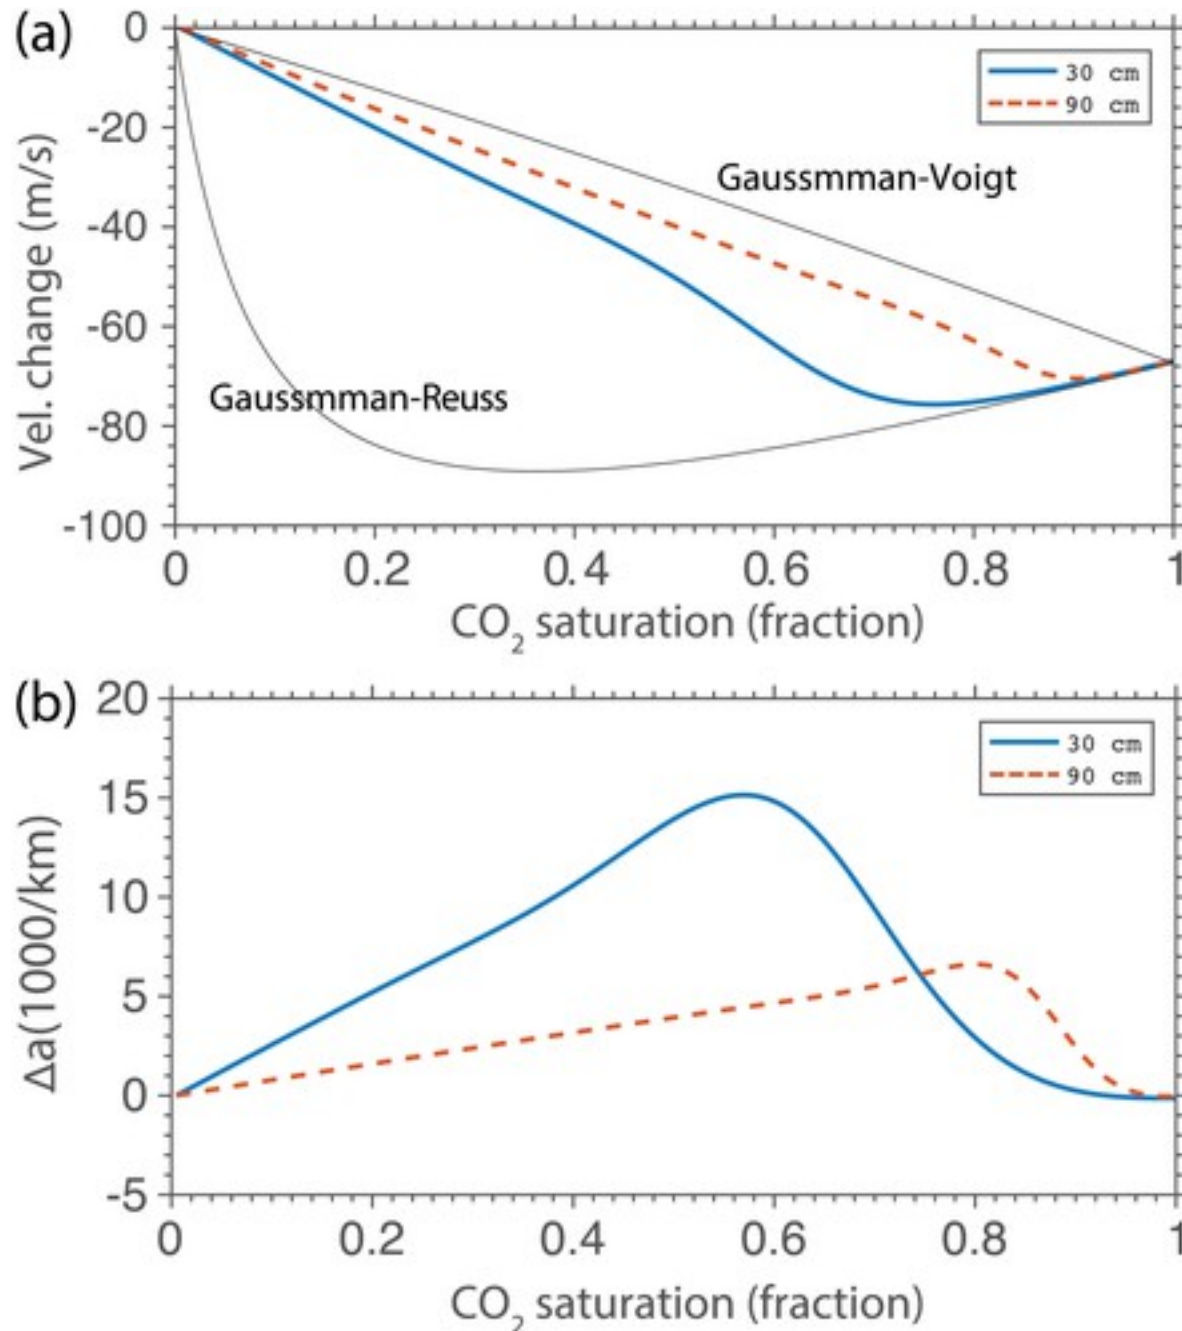 (a)
0
-20
-40
-60
-80
-100
Vel. change (m/s)
30 cm
90 cm
Gaussmman-Voigt
Gaussmman-Reuss
0 0.2 0.4 0.6 0.8 1
CO₂ saturation (fraction)
(b)
20
15
10
5
0
-5
Δa(1000/km)
30 cm
90 cm
0 0.2 0.4 0.6 0.8 1
CO₂ saturation (fraction)